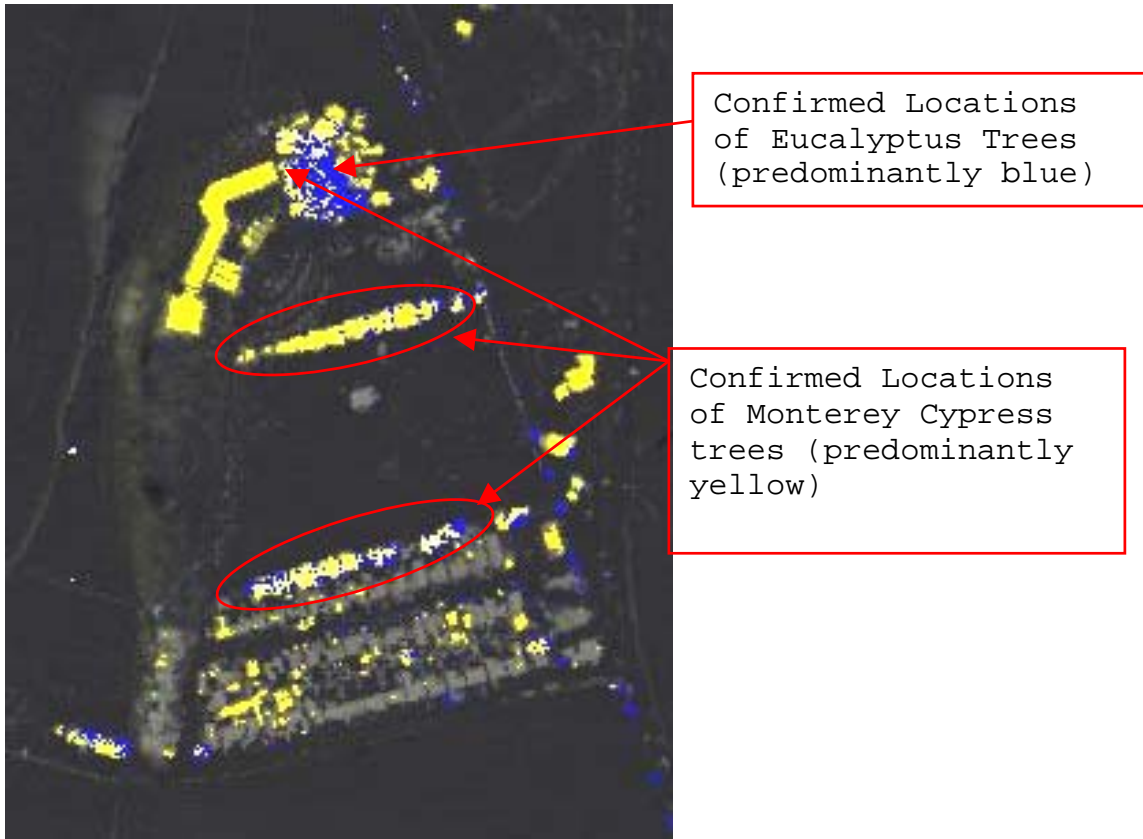 Confirmed Locations
of Eucalyptus Trees
(predominantly blue)
Confirmed Locations
of Monterey Cypress
trees (predominantly
yellow)